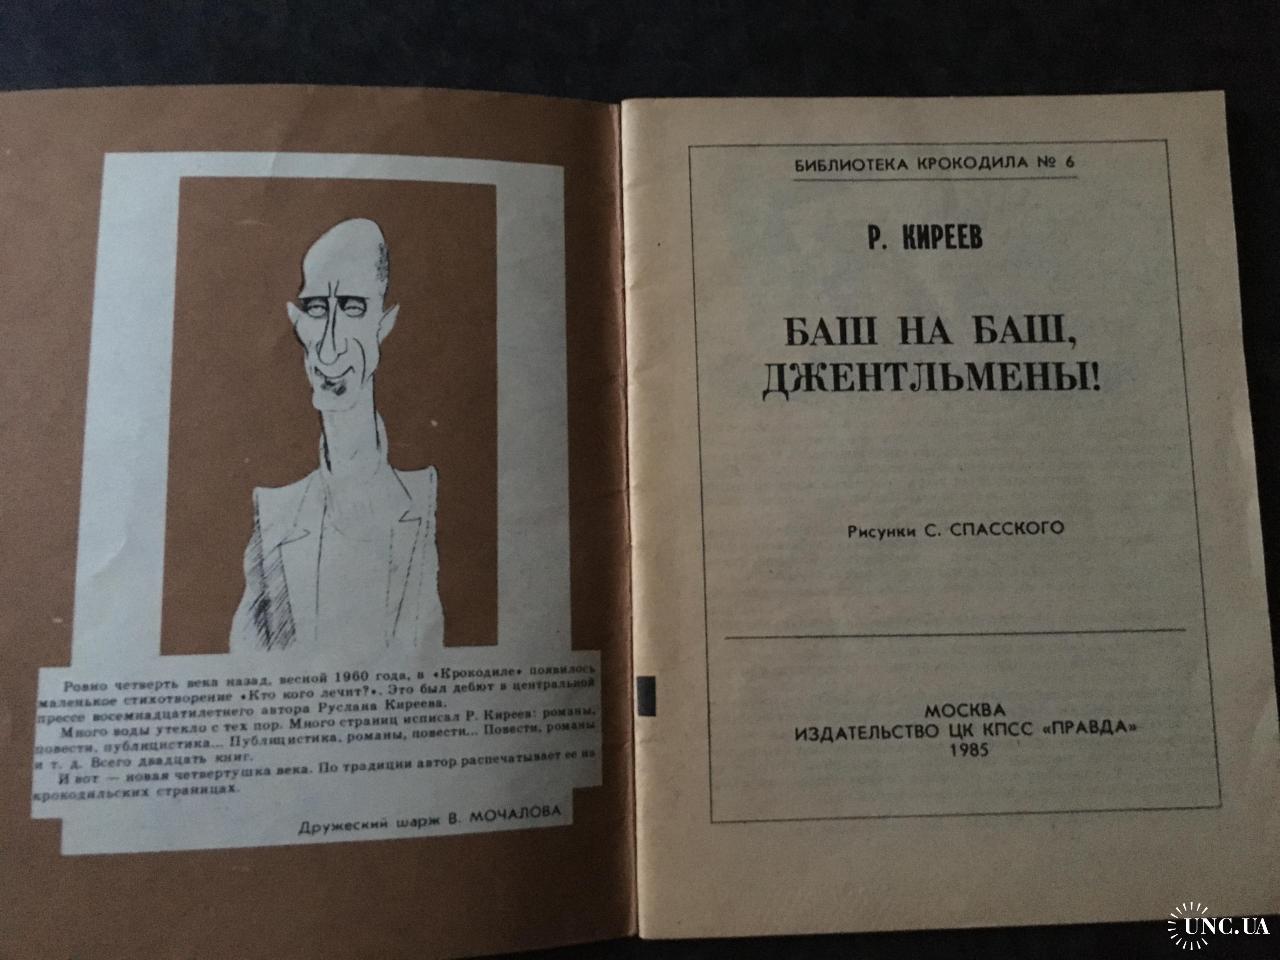 Ровно четверть века назад, весной 1960 года, в «Крокодиле» появилось
маленькое стихотворение «Кто кого лечит?». Это был дебют в центральной
прессе восемнадцатилетнего автора Руслана Киреева.
Много воды утекло с тех пор. Много страниц исписал Р. Киреев: романы,
повести, публицистика... Публицистика, романы, повести... Повести, романы
и т. д. Всего двадцать книг.
И вот — новая четвертушка века. По традиции автор распечатывает ее на
крокодильских страницах.
Дружеский шарж В. МОЧАЛОВА
БИБЛИОТЕКА КРОКОДИЛА № 6
Р. КИРЕЕВ
БАШ НА БАШ,
ДЖЕНТЛЬМЕНЫ!
Рисунки С. СПАССКОГО
МОСКВА
ИЗДАТЕЛЬСТВО ЦК КПСС «ПРАВДА»
1985
UNC.UA